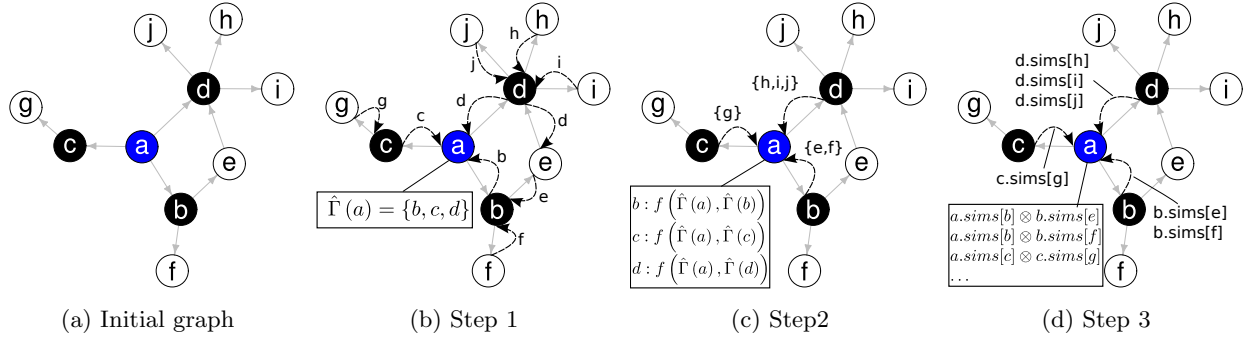 j
h
d
i
g
c
a
e
b
f
(a) Initial graph
j
h
h
j
i
d
i
g
g
c
d
d
c
a
b
e
e
b
f
f
Γ̂ (a) = {b, c, d}
(b) Step 1
j
h
{h,i,j}
d
i
g
{g}
c
a
{e,f}
e
b
f
b : f ( Γ̂ (a) , Γ̂ (b) )
c : f ( Γ̂ (a) , Γ̂ (c) )
d : f ( Γ̂ (a) , Γ̂ (d) )
(c) Step2
j
h
d.sims[h]
d.sims[i]
d.sims[j]
d
i
g
c
a
e
c.sims[g]
b
b.sims[e]
b.sims[f]
f
a.sims[b] ⊗ b.sims[e]
a.sims[b] ⊗ b.sims[f]
a.sims[c] ⊗ c.sims[g]
...
(d) Step 3